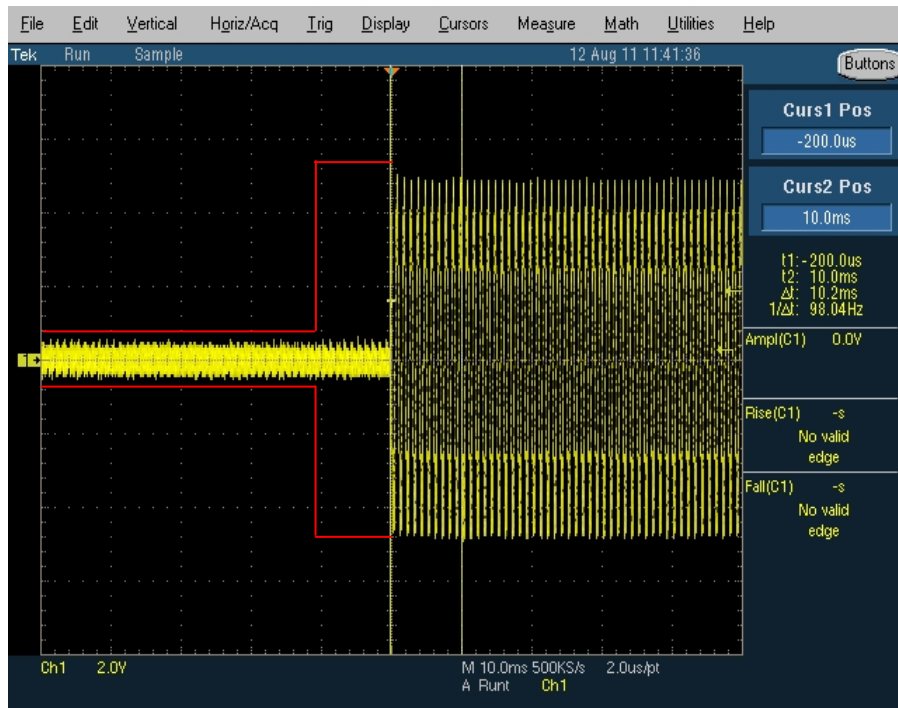 File Edit Vertical Horiz/Acq Trig Display Cursors Measure Math Utilities Help
Tek Run Sample 12 Aug 11 11:41:36
Buttons
Curs1 Pos
-200.0us
Curs2 Pos
10.0ms
t1:-200.0us
t2: 10.0ms
Δt: 10.2ms
1/Δt: 98.04Hz
1
Ampl(C1) 0.0V
Rise(C1) -s
No valid
edge
Fall(C1) -s
No valid
edge
Ch1 2.0V M 10.0ms 500KS/s 2.0us/pt
A Runt Ch1